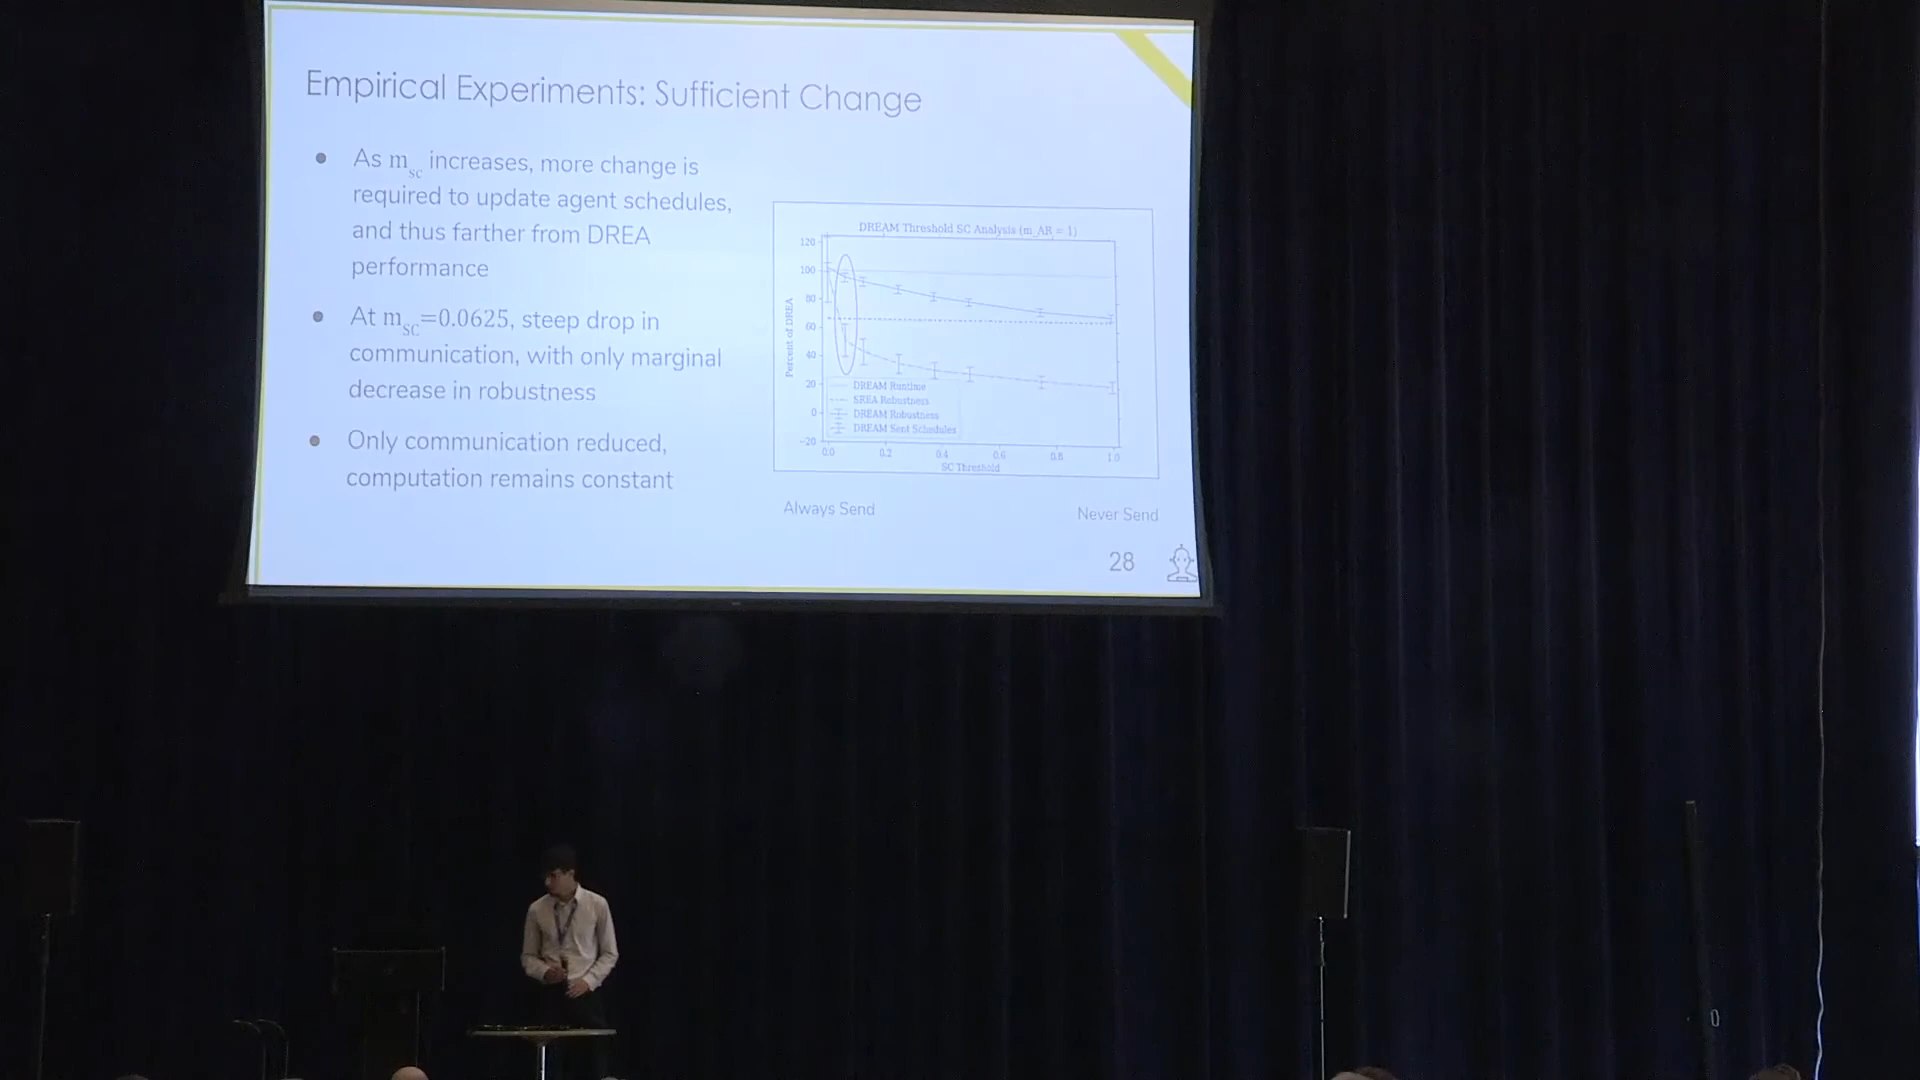 Empirical Experiments: Sufficient Change
As m_sc increases, more change is
required to update agent schedules,
and thus farther from DREA
performance
At m_SC=0.0625, steep drop in
communication, with only marginal
decrease in robustness
Only communication reduced,
computation remains constant
DREAM Threshold SC Analysis (m_AR = 1)
Percent of DREA
120
100
80
60
40
20
0
−20
DREAM Runtime
SREA Robustness
DREAM Robustness
DREAM Sent Schedules
0.0 0.2 0.4 0.6 0.8 1.0
SC Threshold
Always Send
Never Send
28